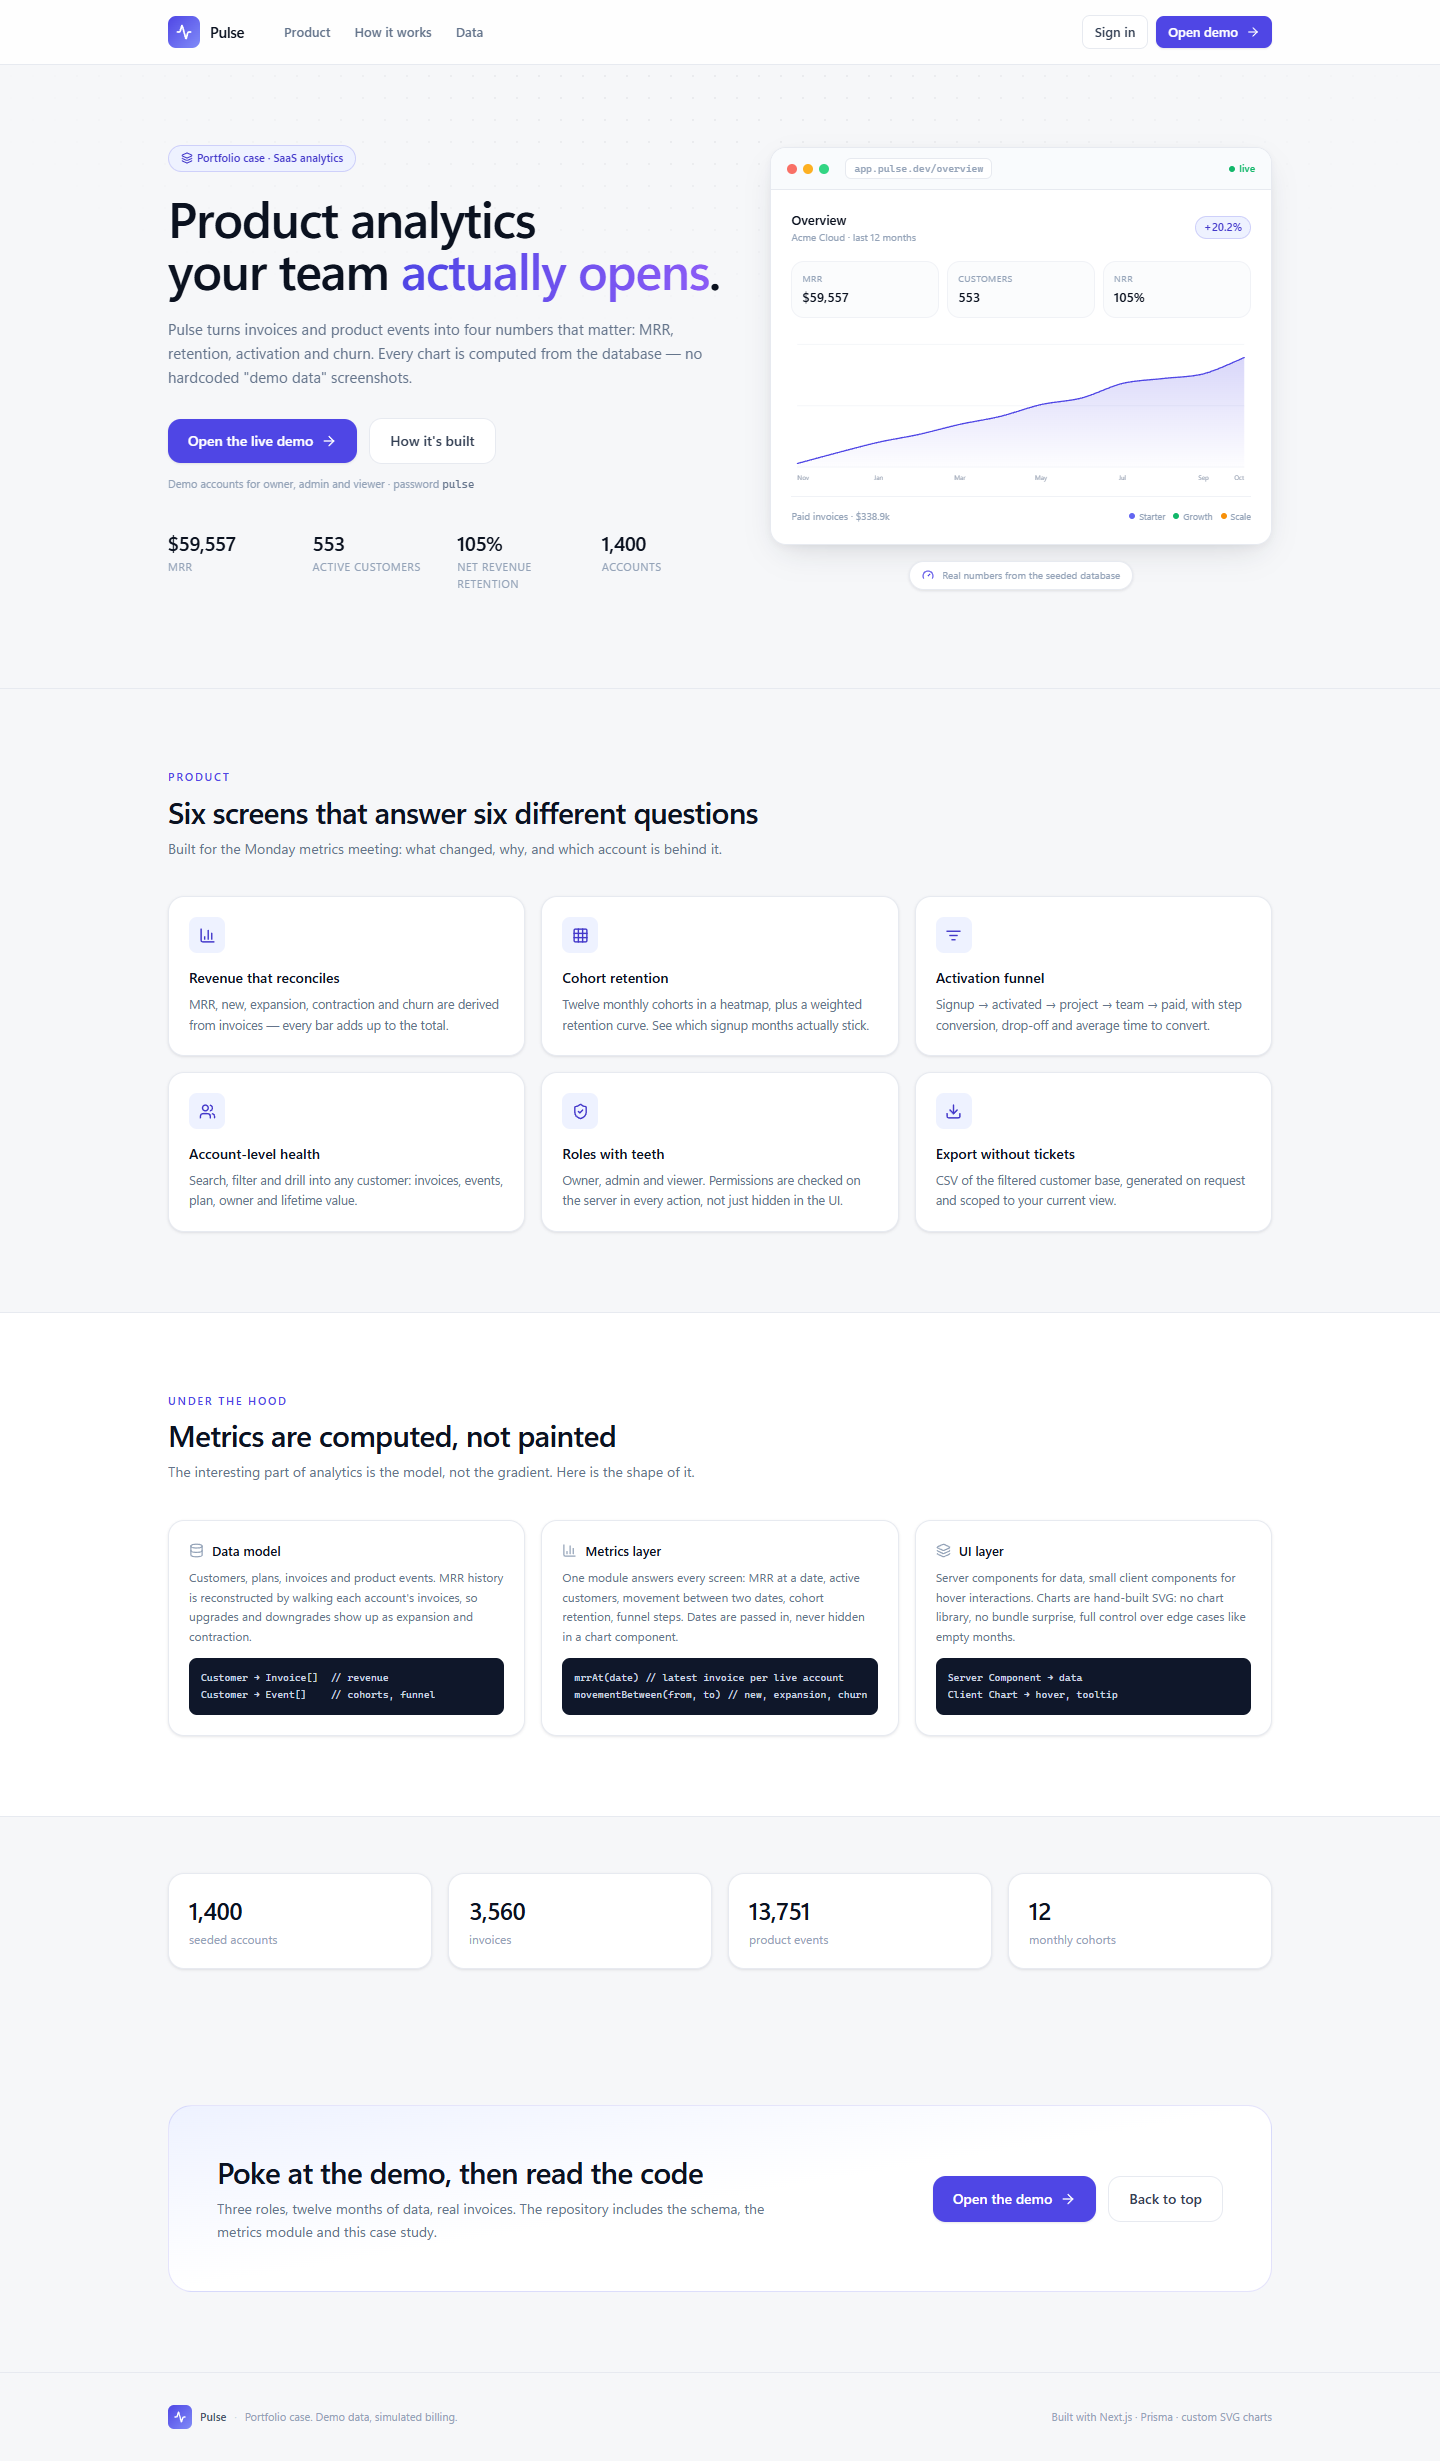 Pulse
Product
How it works
Data
Sign in
Open demo →
Portfolio case · SaaS analytics
Product analytics
your team actually opens.
Pulse turns invoices and product events into four numbers that matter: MRR,
retention, activation and churn. Every chart is computed from the database — no
hardcoded "demo data" screenshots.
Open the live demo →
How it's built
Demo accounts for owner, admin and viewer · password pulse
$59,557
MRR
553
ACTIVE CUSTOMERS
105%
NET REVENUE
RETENTION
1,400
ACCOUNTS
app.pulse.dev/overview
live
Overview
Acme Cloud · last 12 months
+20.2%
MRR
$59,557
CUSTOMERS
553
NRR
105%
Nov
Jan
Mar
May
Jul
Sep
Oct
Paid invoices · $338.9k
Starter
Growth
Scale
Real numbers from the seeded database
PRODUCT
Six screens that answer six different questions
Built for the Monday metrics meeting: what changed, why, and which account is behind it.
Revenue that reconciles
MRR, new, expansion, contraction and churn are derived
from invoices — every bar adds up to the total.
Cohort retention
Twelve monthly cohorts in a heatmap, plus a weighted
retention curve. See which signup months actually stick.
Activation funnel
Signup → activated → project → team → paid, with step
conversion, drop-off and average time to convert.
Account-level health
Search, filter and drill into any customer: invoices, events,
plan, owner and lifetime value.
Roles with teeth
Owner, admin and viewer. Permissions are checked on
the server in every action, not just hidden in the UI.
Export without tickets
CSV of the filtered customer base, generated on request
and scoped to your current view.
UNDER THE HOOD
Metrics are computed, not painted
The interesting part of analytics is the model, not the gradient. Here is the shape of it.
Data model
Customers, plans, invoices and product events. MRR history
is reconstructed by walking each account's invoices, so
upgrades and downgrades show up as expansion and
contraction.
Customer → Invoice[]  // revenue
Customer → Event[]    // cohorts, funnel
Metrics layer
One module answers every screen: MRR at a date, active
customers, movement between two dates, cohort
retention, funnel steps. Dates are passed in, never hidden
in a chart component.
mrrAt(date) // latest invoice per live account
movementBetween(from, to) // new, expansion, churn
UI layer
Server components for data, small client components for
hover interactions. Charts are hand-built SVG: no chart
library, no bundle surprise, full control over edge cases like
empty months.
Server Component → data
Client Chart → hover, tooltip
1,400
seeded accounts
3,560
invoices
13,751
product events
12
monthly cohorts
Poke at the demo, then read the code
Three roles, twelve months of data, real invoices. The repository includes the schema, the
metrics module and this case study.
Open the demo →
Back to top
Pulse · Portfolio case. Demo data, simulated billing.
Built with Next.js · Prisma · custom SVG charts